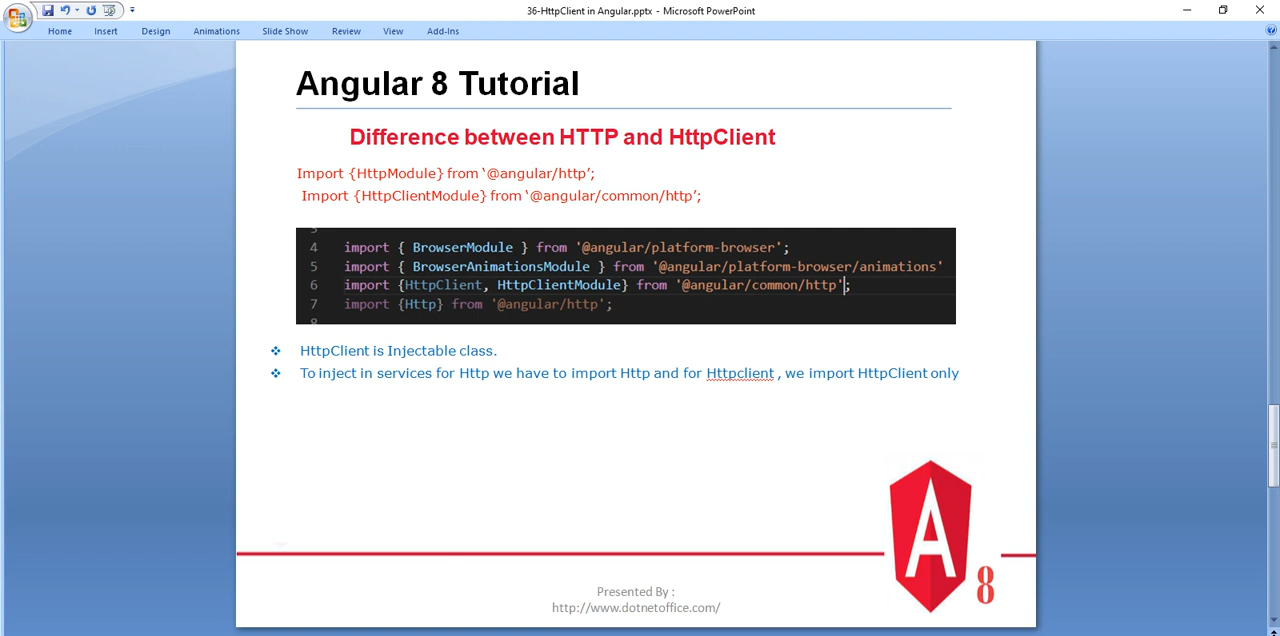 36-HttpClient in Angular.pptx - Microsoft PowerPoint
Home Insert Design Animations Slide Show Review View Add-Ins
Angular 8 Tutorial
Difference between HTTP and HttpClient
Import {HttpModule} from ‘@angular/http’;
Import {HttpClientModule} from ‘@angular/common/http’;
4 import { BrowserModule } from '@angular/platform-browser';
5 import { BrowserAnimationsModule } from '@angular/platform-browser/animations'
6 import {HttpClient, HttpClientModule} from '@angular/common/http';
7 import {Http} from '@angular/http';
❖ HttpClient is Injectable class.
❖ To inject in services for Http we have to import Http and for Httpclient , we import HttpClient only
A
8
Presented By :
http://www.dotnetoffice.com/